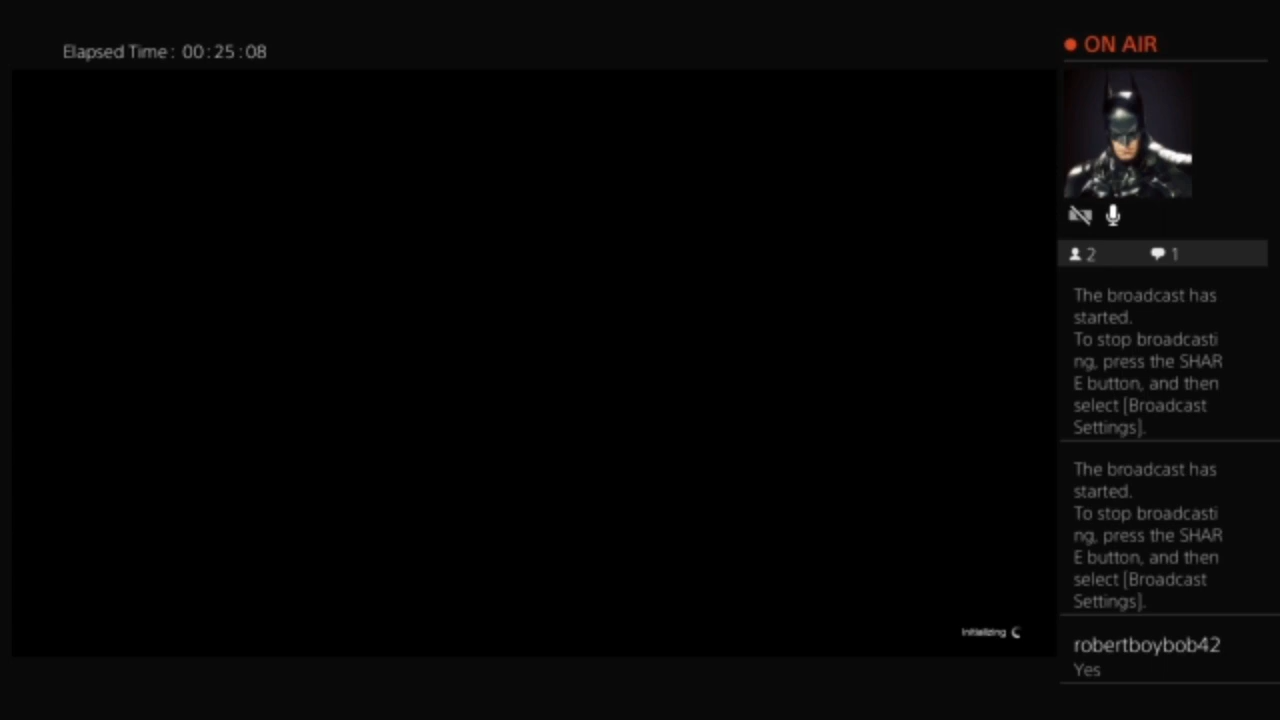 Elapsed Time: 00:25:08
ON AIR
2
1
The broadcast has
started.
To stop broadcasti
ng, press the SHAR
E button, and then
select [Broadcast
Settings].
The broadcast has
started.
To stop broadcasti
ng, press the SHAR
E button, and then
select [Broadcast
Settings].
Initializing
robertboybob42
Yes